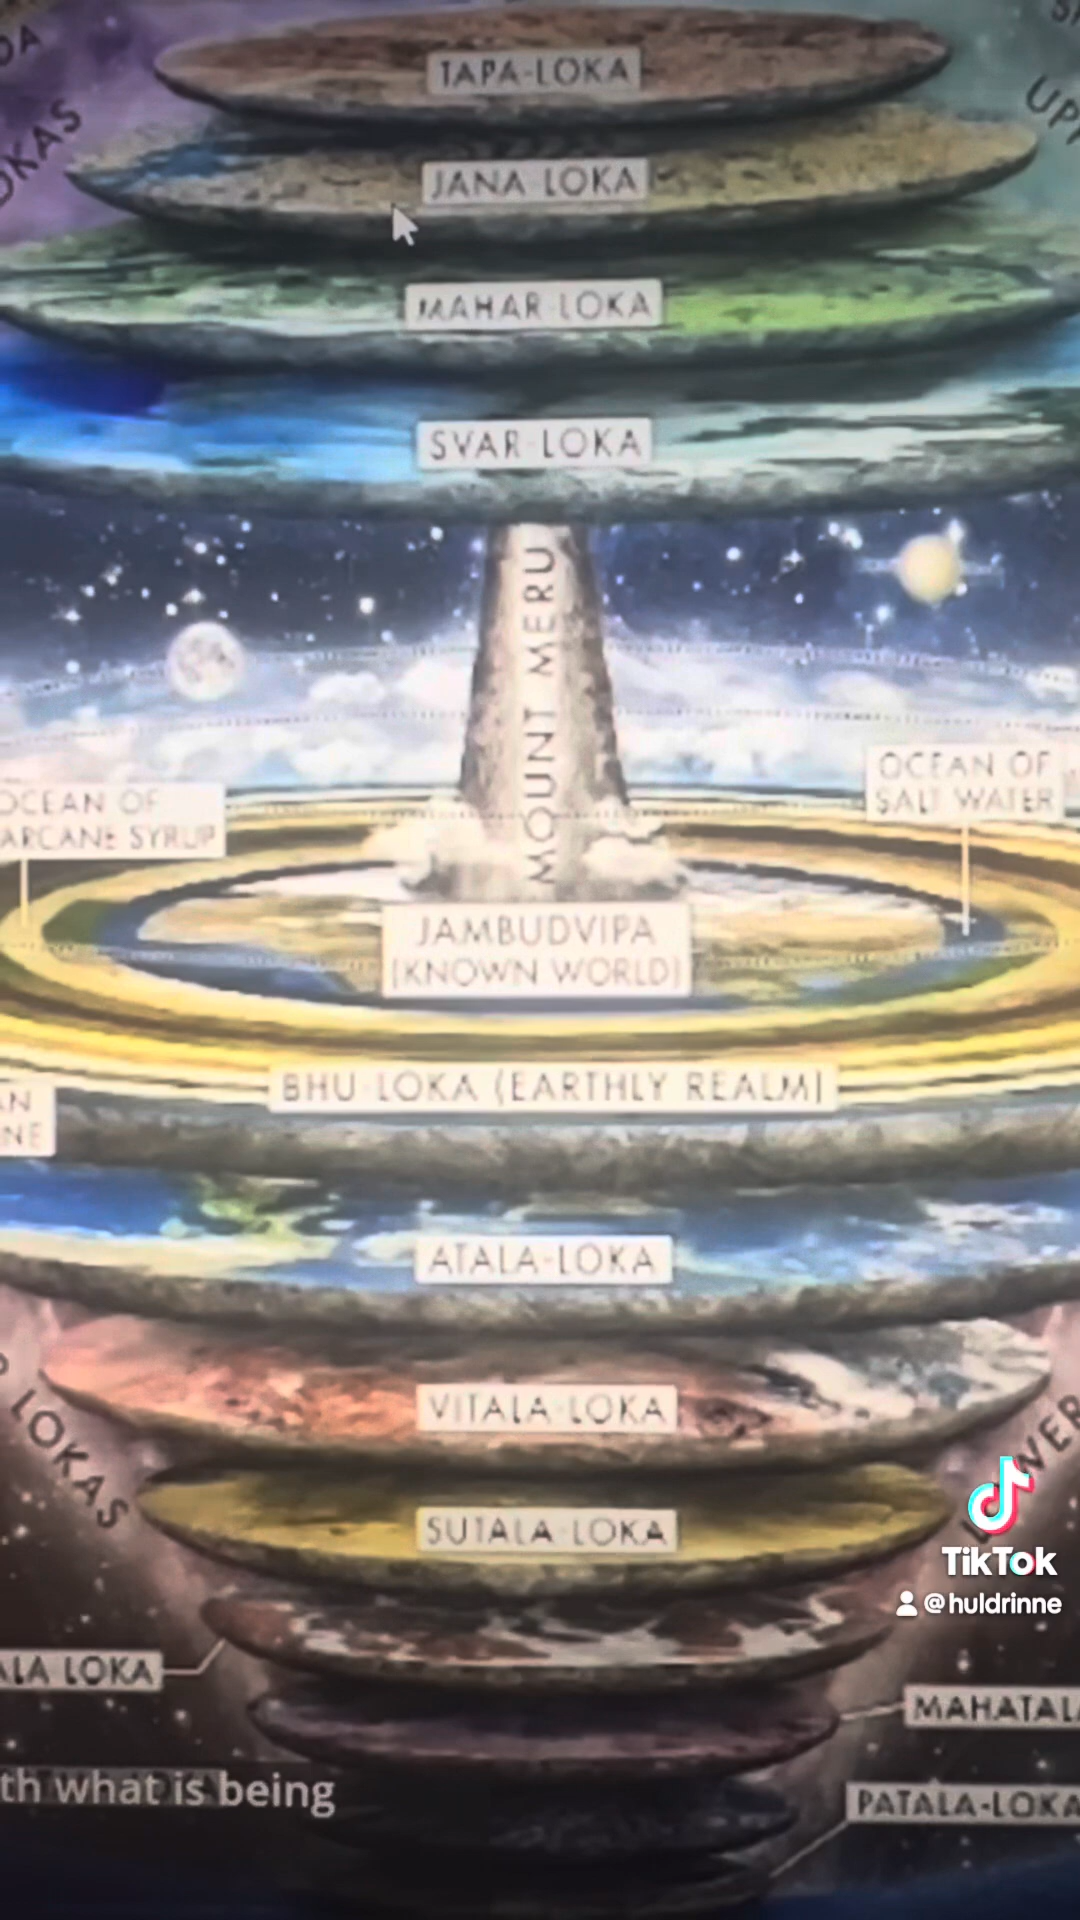 TAPA-LOKA
JANA LOKA
MAHAR-LOKA
SVAR-LOKA
MOUNT MERU
OCEAN OF
SALT WATER
OCEAN OF
ARCANE SYRUP
JAMBUDVIPA
(KNOWN WORLD)
BHU-LOKA (EARTHLY REALM)
ATALA-LOKA
VITALA-LOKA
LOKAS
SUTALA-LOKA
TikTok
@huldrinne
LOKA
PATALA-LOKA
what is being